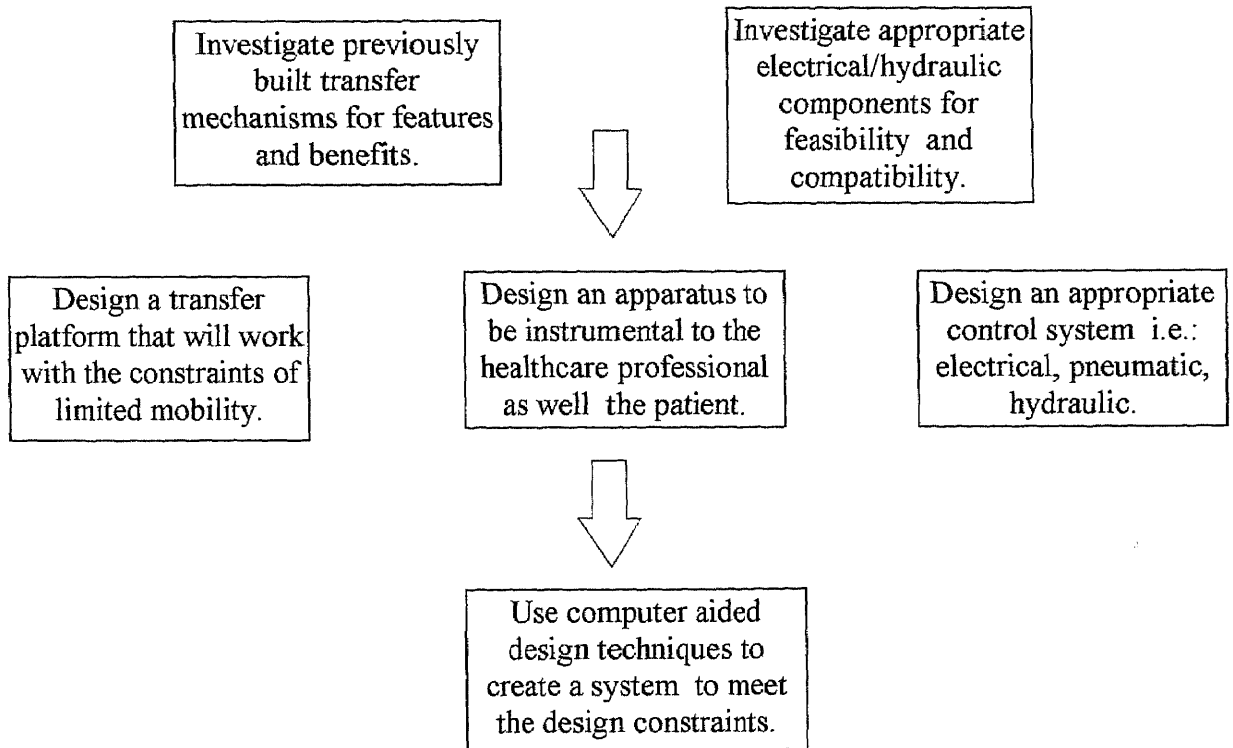 Investigate previously
built transfer
mechanisms for features
and benefits.
Investigate appropriate
electrical/hydraulic
components for
feasibility and
compatibility.
Design a transfer
platform that will work
with the constraints of
limited mobility.
Design an apparatus to
be instrumental to the
healthcare professional
as well the patient.
Design an appropriate
control system i.e.:
electrical, pneumatic,
hydraulic.
Use computer aided
design techniques to
create a system to meet
the design constraints.